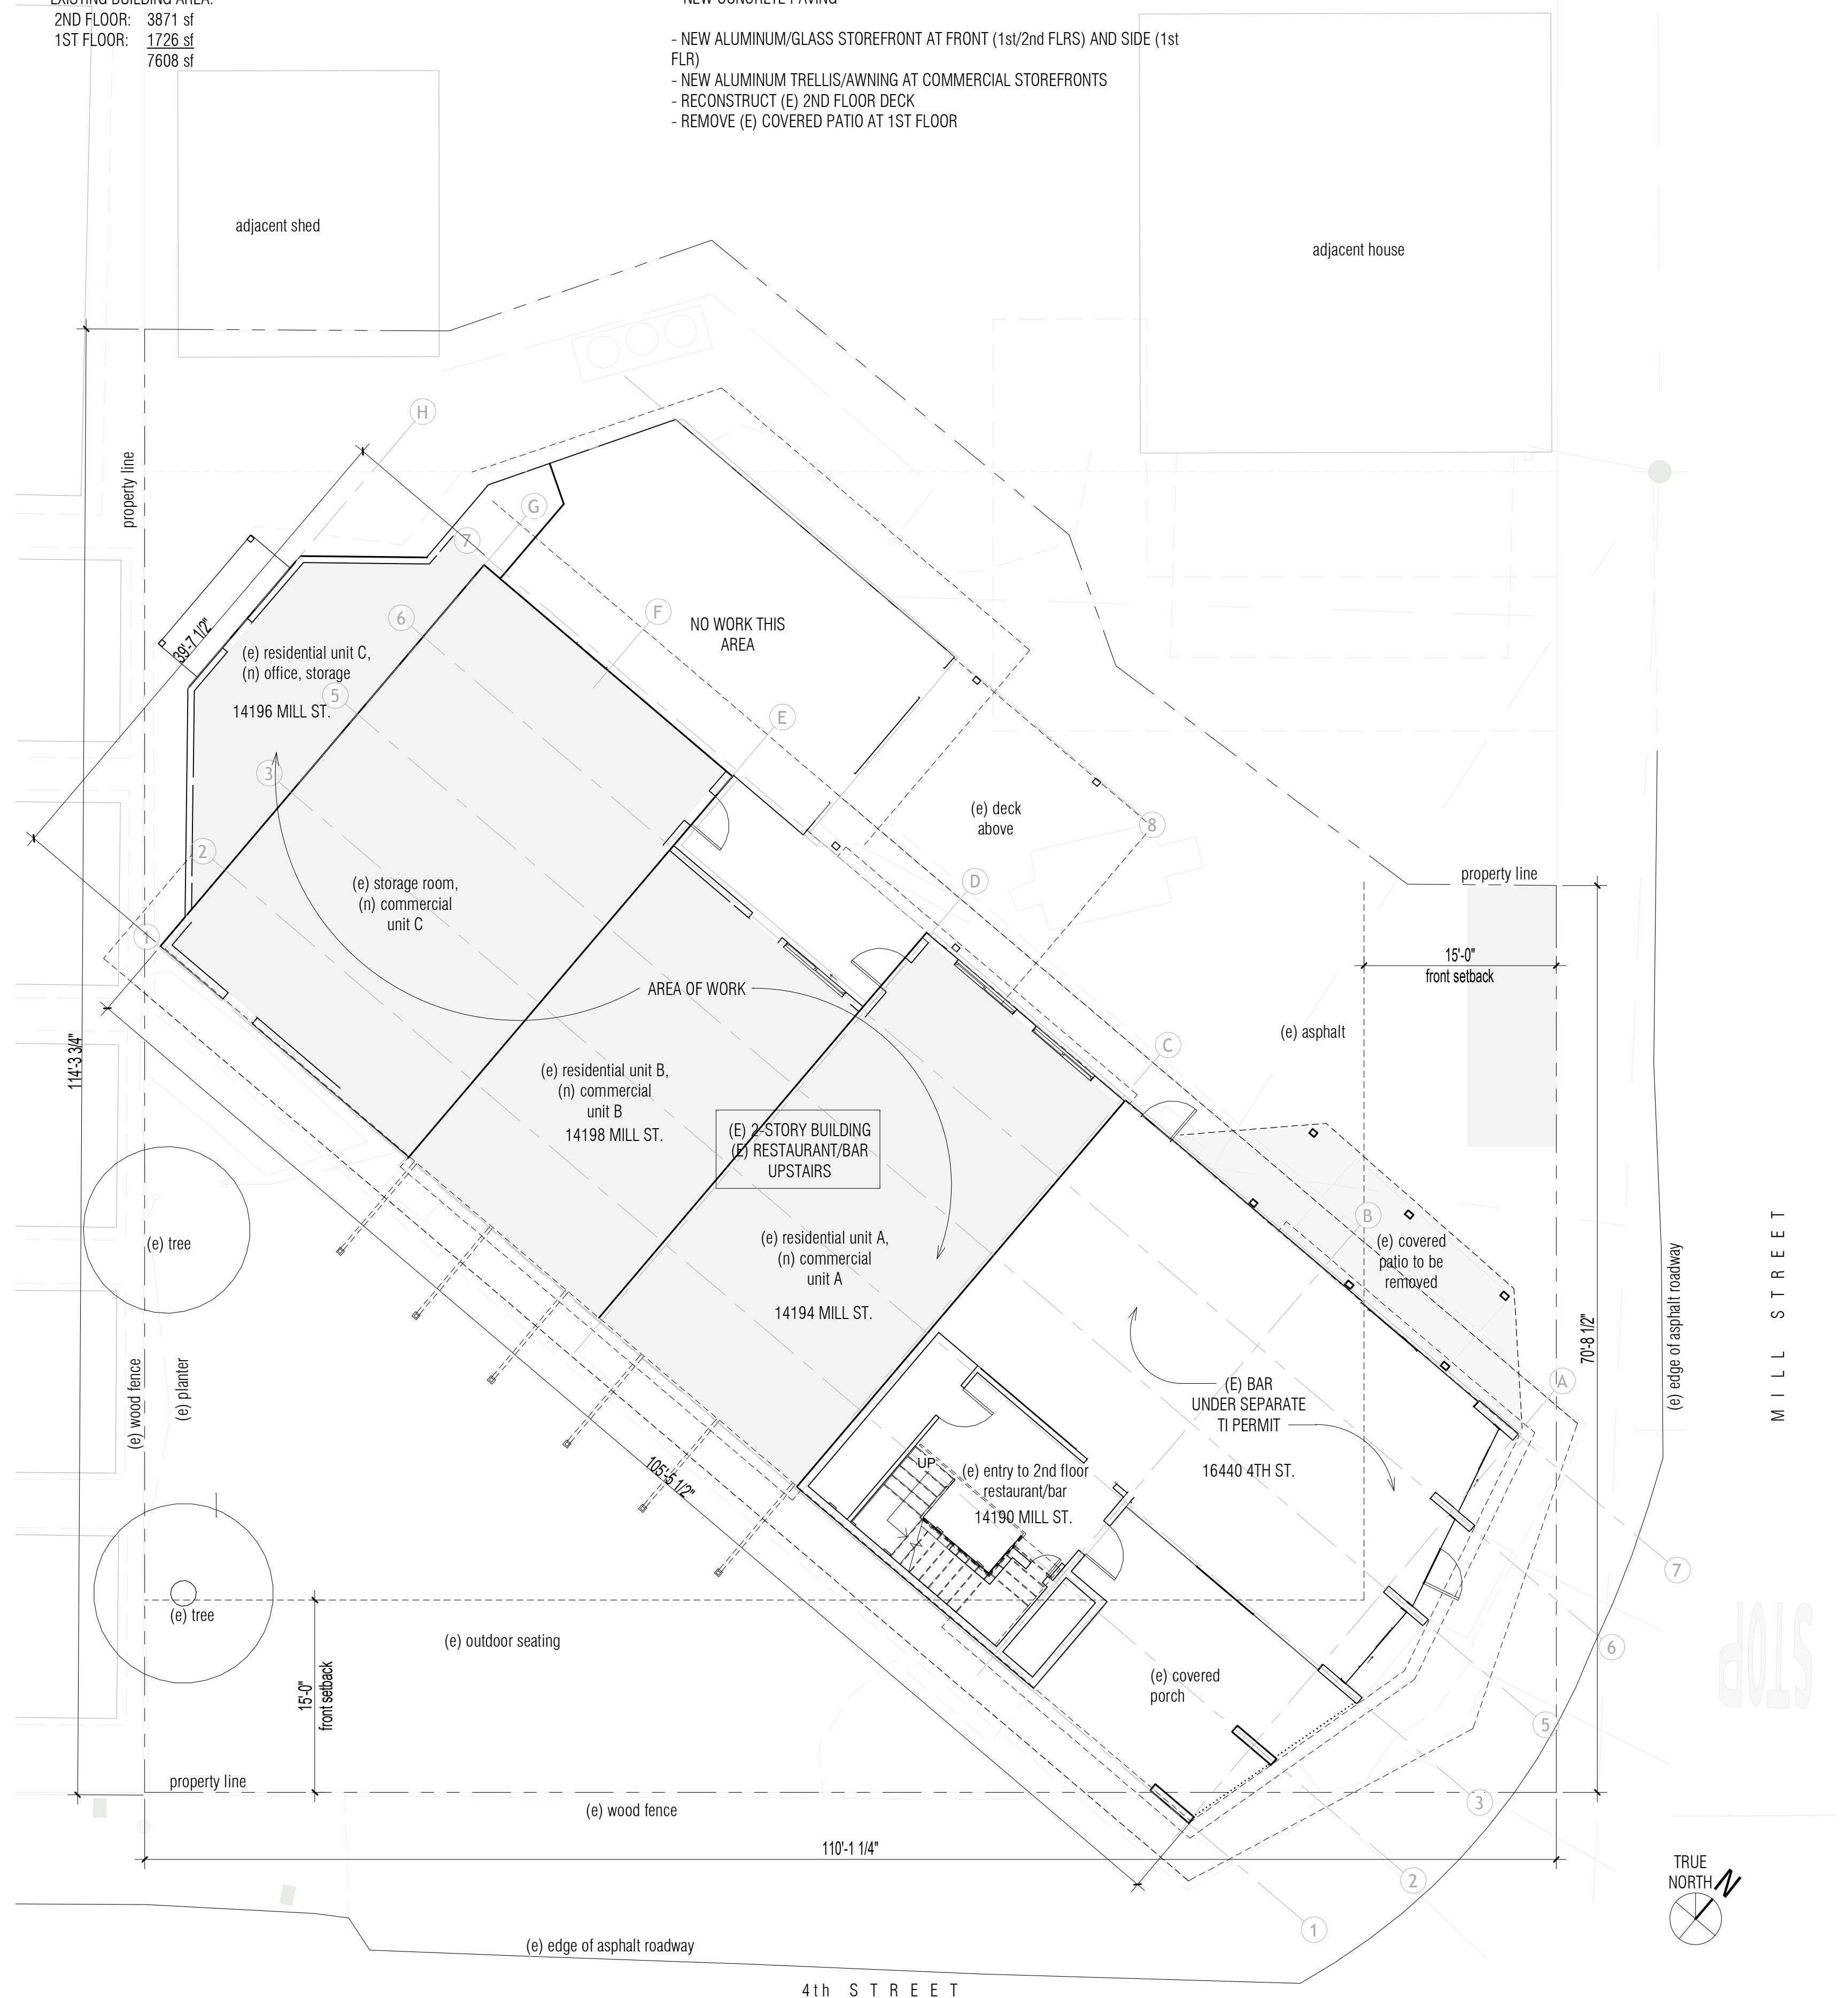 EXISTING BUILDING AREA:
2ND FLOOR: 3871 sf
1ST FLOOR: 1726 sf
7608 sf
- NEW CONCRETE PAVING
- NEW ALUMINUM/GLASS STOREFRONT AT FRONT (1st/2nd FLRS) AND SIDE (1st
FLR)
- NEW ALUMINUM TRELLIS/AWNING AT COMMERCIAL STOREFRONTS
- RECONSTRUCT (E) 2ND FLOOR DECK
- REMOVE (E) COVERED PATIO AT 1ST FLOOR
adjacent shed
adjacent house
H
property line
G
7
6
F
NO WORK THIS
AREA
39'-7 1/2"
(e) residential unit C,
(n) office, storage
5
14196 MILL ST.
E
3
(e) deck
above
8
2
property line
(e) storage room,
(n) commercial
unit C
D
1
15'-0"
front setback
AREA OF WORK
(e) asphalt
C
114'-3 3/4"
(e) residential unit B,
(n) commercial
unit B
14198 MILL ST.
(E) 2-STORY BUILDING
(E) RESTAURANT/BAR
UPSTAIRS
B
(e) covered
patio to be
removed
(e) tree
(e) residential unit A,
(n) commercial
unit A
14194 MILL ST.
(e) edge of asphalt roadway
MILL STREET
70'-8 1/2"
A
(e) wood fence
(e) planter
(E) BAR
UNDER SEPARATE
TI PERMIT
16440 4TH ST.
105'-5 1/2"
UP
(e) entry to 2nd floor
restaurant/bar
14190 MILL ST.
7
(e) tree
(e) outdoor seating
6
STOP
(e) covered
porch
15'-0"
front setback
5
property line
3
(e) wood fence
110'-1 1/4"
2
TRUE
NORTH
N
1
(e) edge of asphalt roadway
4th STREET